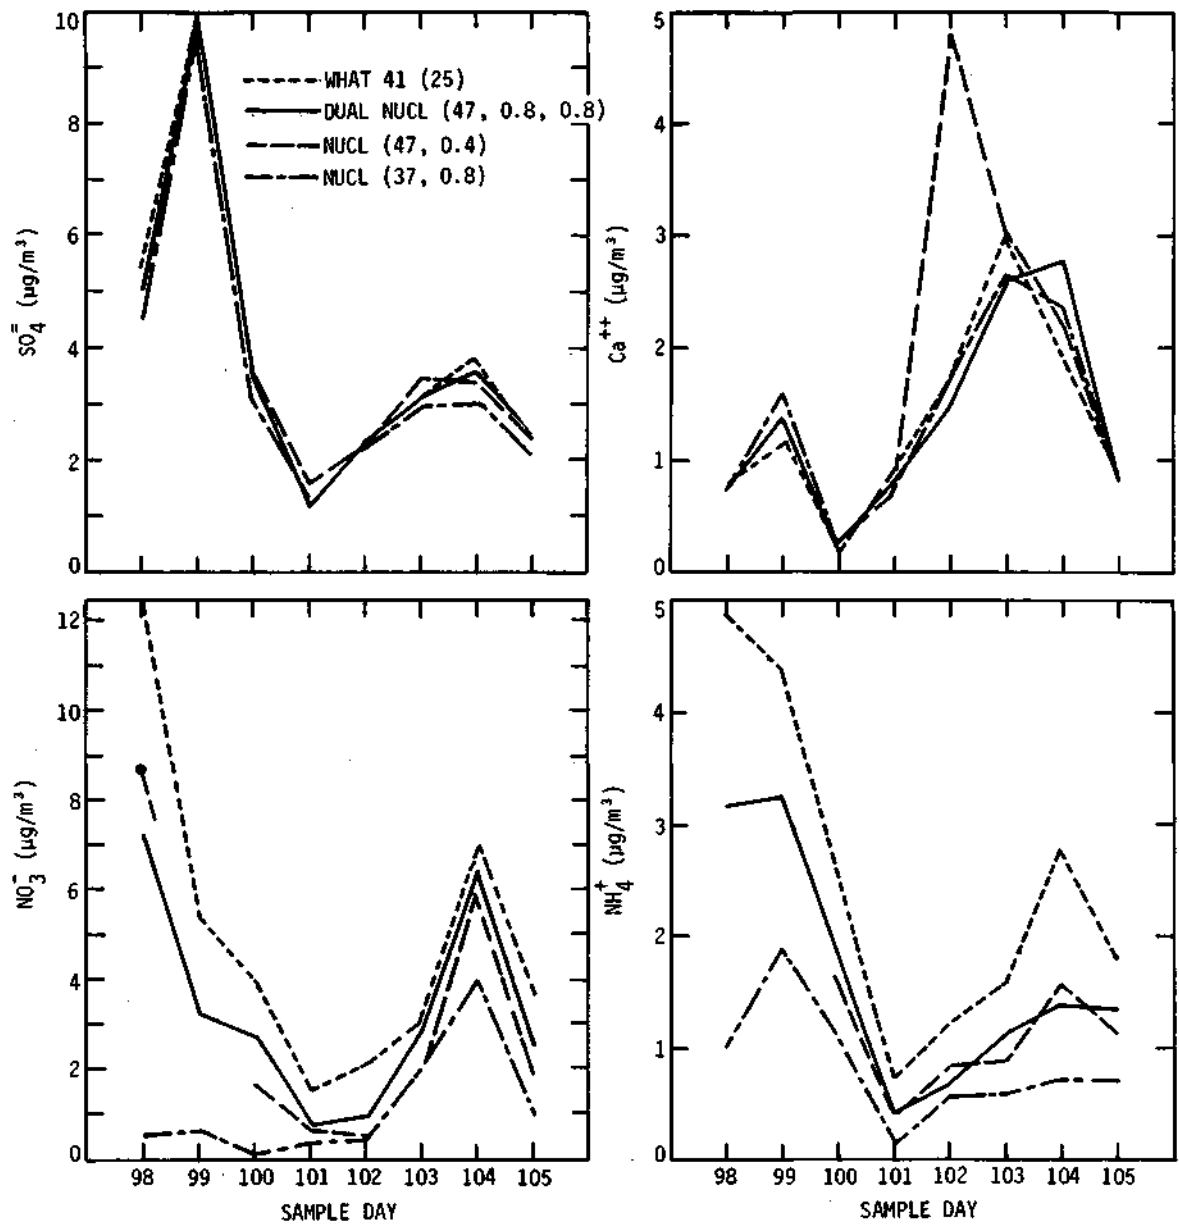 10
8
6
4
2
0
SO4= (µg/m³)
WHAT 41 (25)
DUAL NUCL (47, 0.8, 0.8)
NUCL (47, 0.4)
NUCL (37, 0.8)
5
4
3
2
1
0
Ca++ (µg/m³)
12
10
8
6
4
2
0
NO3- (µg/m³)
98 99 100 101 102 103 104 105
SAMPLE DAY
5
4
3
2
1
0
NH4+ (µg/m³)
98 99 100 101 102 103 104 105
SAMPLE DAY